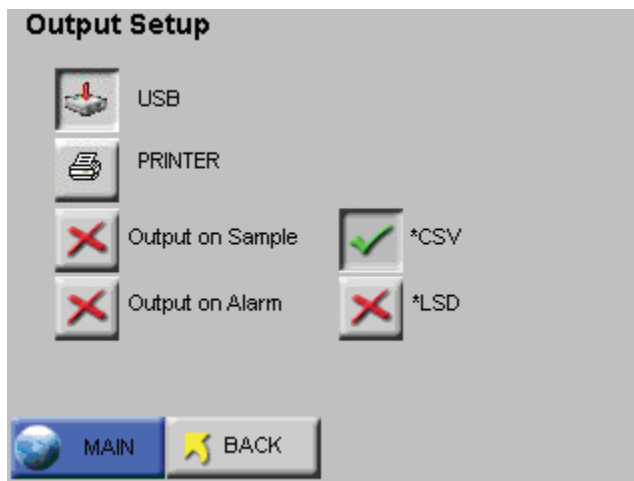 Output Setup
USB
PRINTER
Output on Sample *CSV
Output on Alarm *LSD
MAIN BACK